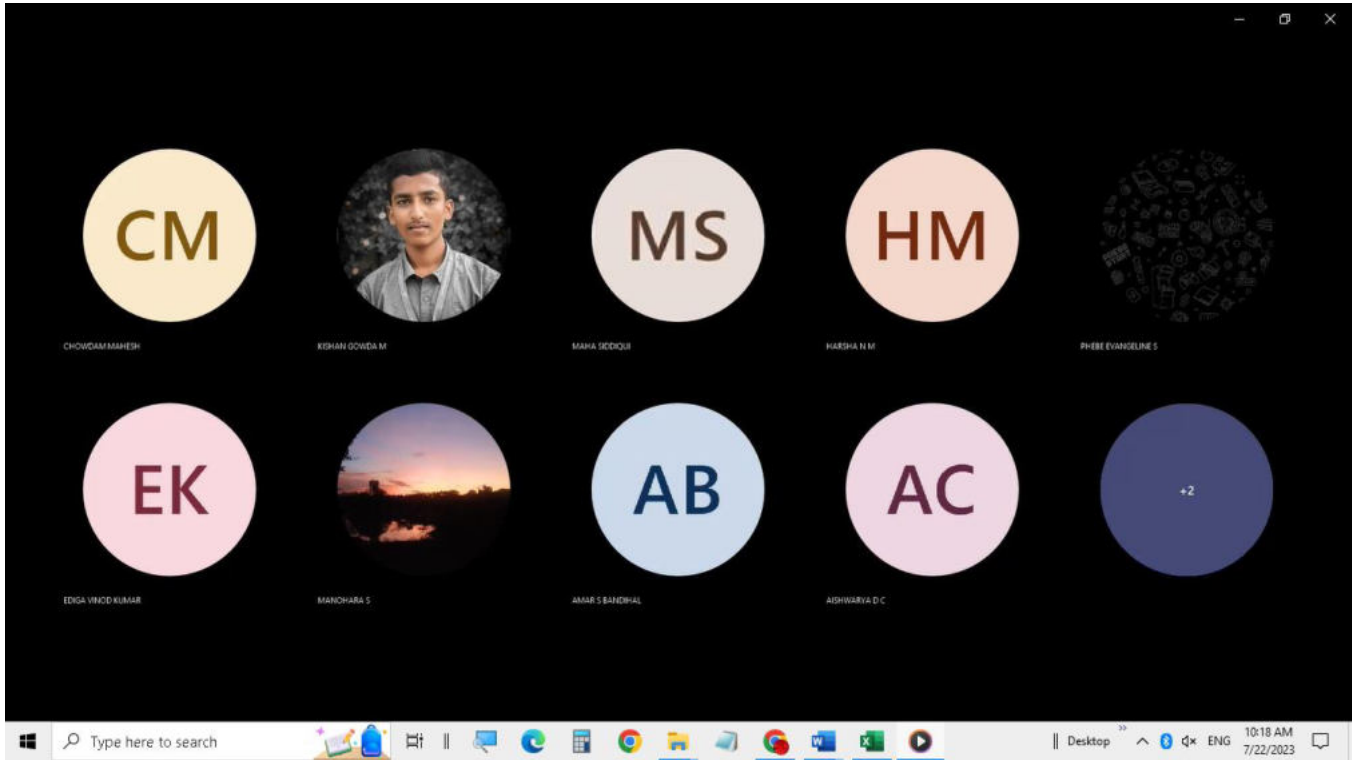 CM
MS
HM
CHOWDAM MAHESH
KISHAN GOWDA M
MAHA SIDDIQUI
HARSHA N M
PHEBE EVANGELINE S
EK
AB
AC
+2
EDIGA VINOD KUMAR
MANOHARA S
AMAR S BANDIHAL
AISHWARYA D C
Type here to search
Desktop
ENG
10:18 AM
7/22/2023